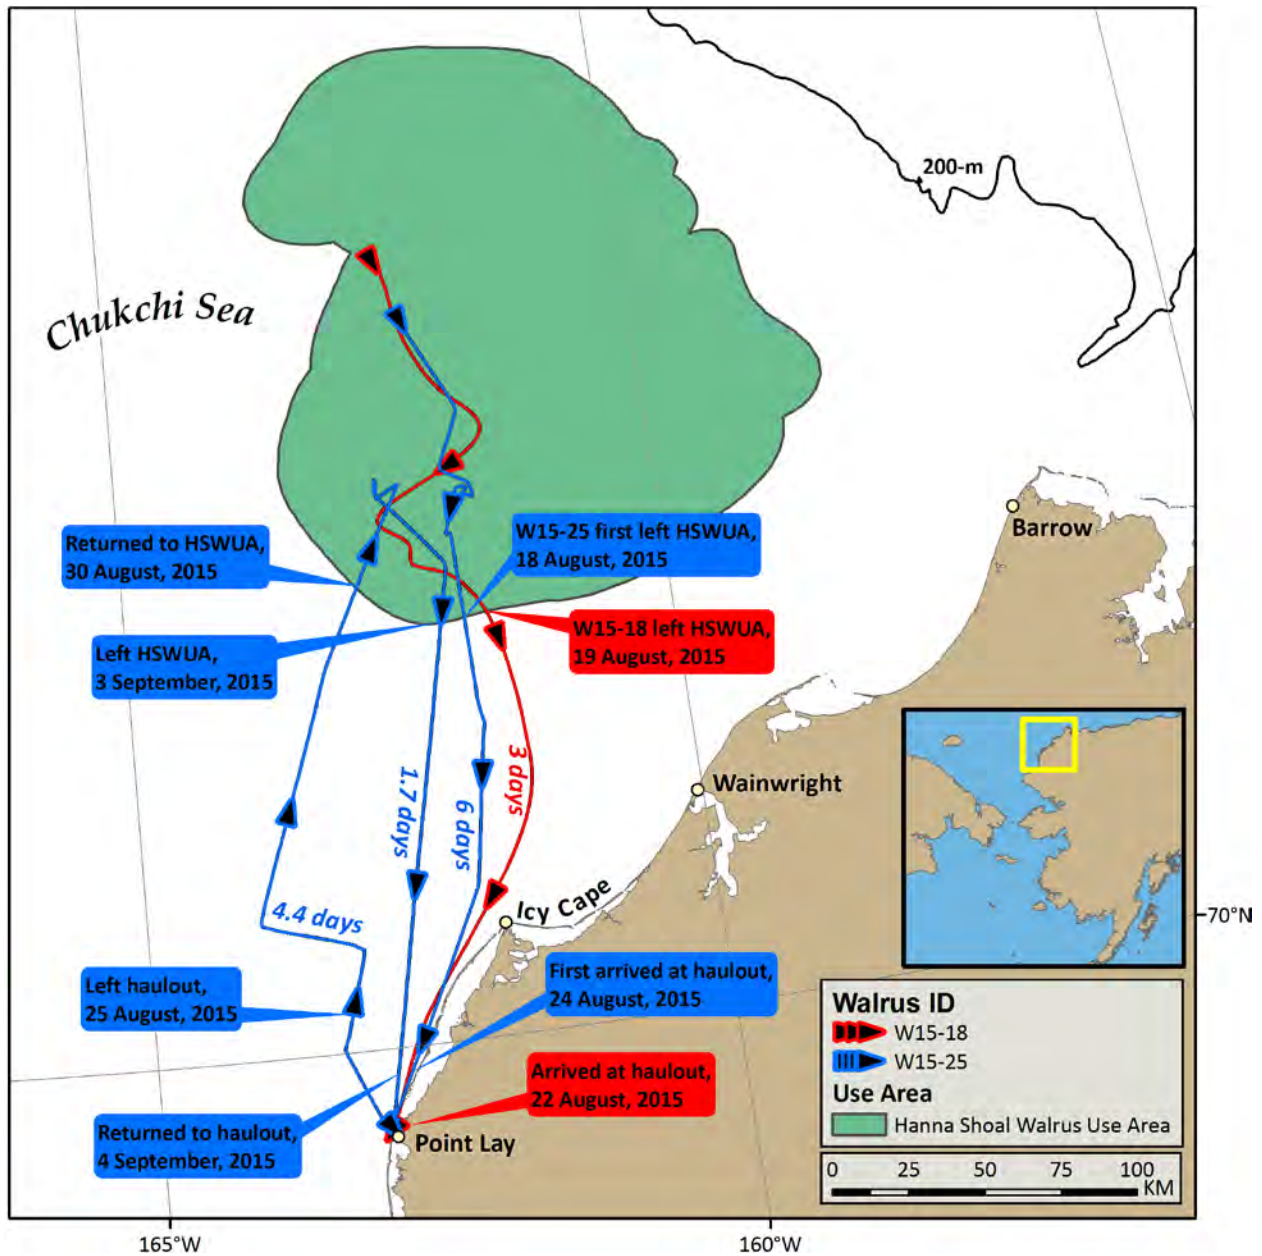 200-m
Chukchi Sea
Barrow
Returned to HSWUA,
30 August, 2015
W15-25 first left HSWUA,
18 August, 2015
Left HSWUA,
3 September, 2015
W15-18 left HSWUA,
19 August, 2015
3 days
1.7 days
6 days
Wainwright
Icy Cape
4.4 days
70°N
Left haulout,
25 August, 2015
First arrived at haulout,
24 August, 2015
Arrived at haulout,
22 August, 2015
Returned to haulout,
4 September, 2015
Point Lay
Walrus ID
W15-18
W15-25
Use Area
Hanna Shoal Walrus Use Area
0 25 50 75 100
KM
165°W
160°W